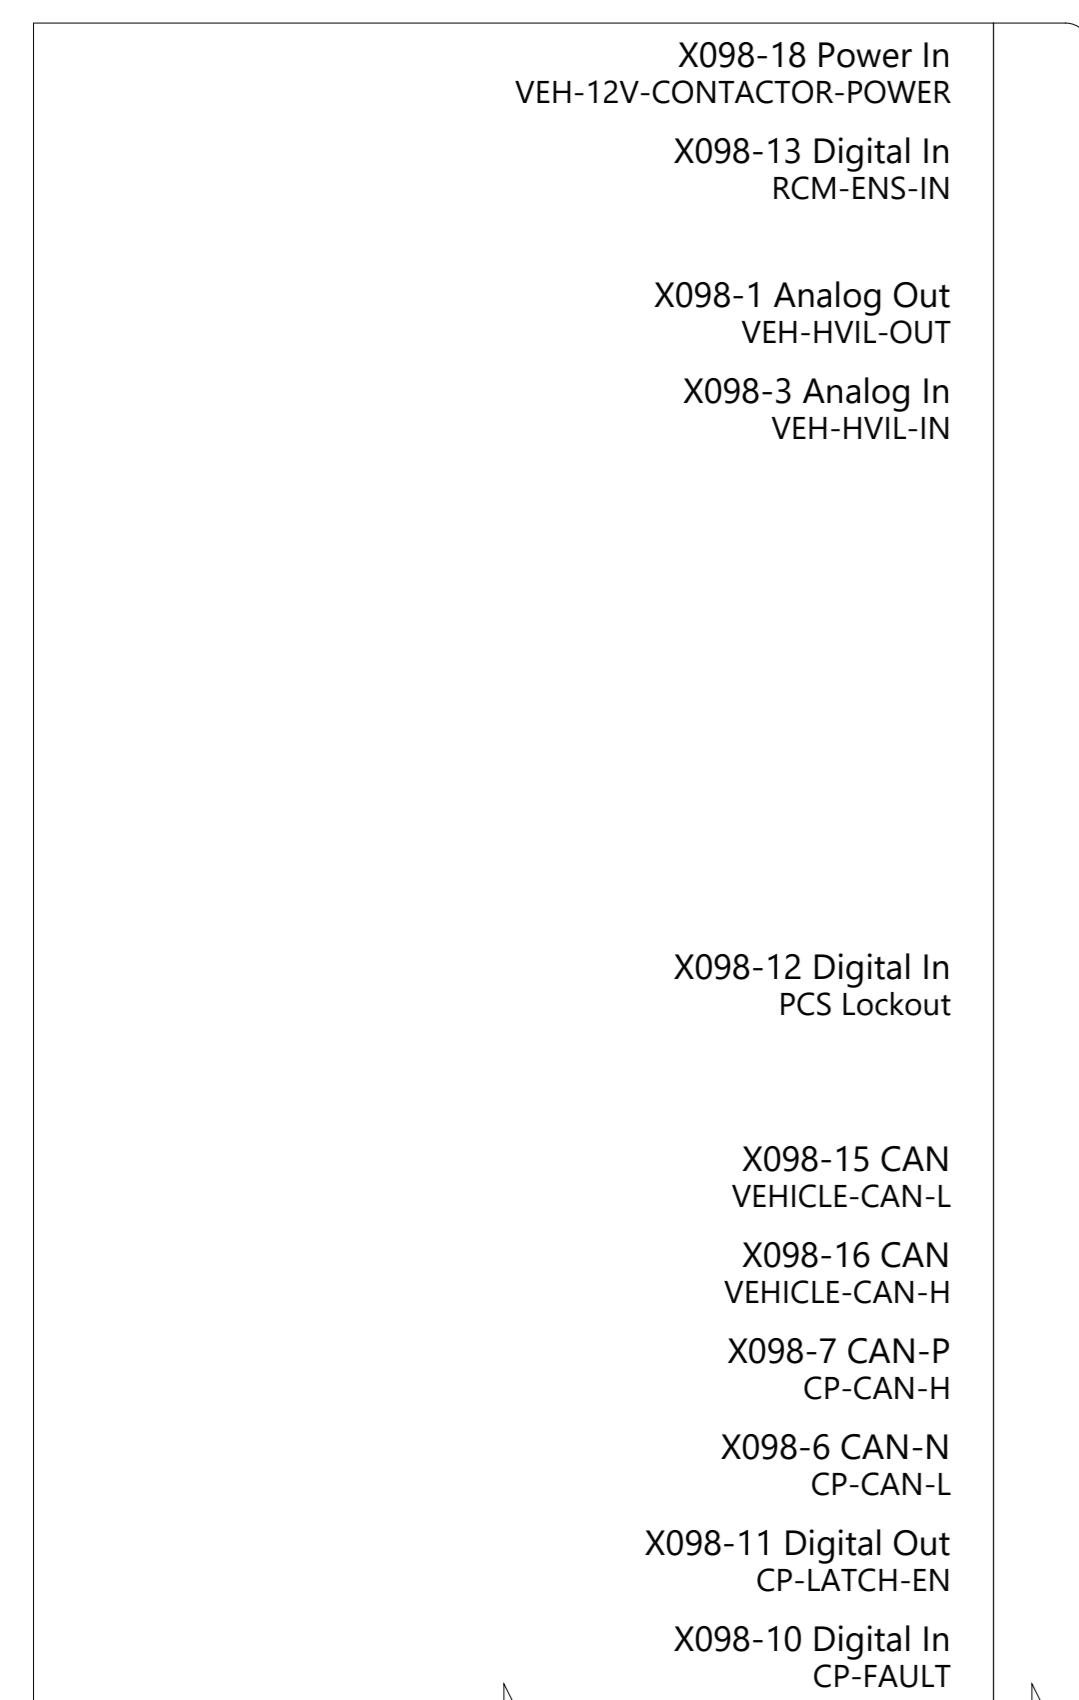 X098-18 Power In
VEH-12V-CONTACTOR-POWER
X098-13 Digital In
RCM-ENS-IN
X098-1 Analog Out
VEH-HVIL-OUT
X098-3 Analog In
VEH-HVIL-IN
X098-12 Digital In
PCS Lockout
X098-15 CAN
VEHICLE-CAN-L
X098-16 CAN
VEHICLE-CAN-H
X098-7 CAN-P
CP-CAN-H
X098-6 CAN-N
CP-CAN-L
X098-11 Digital Out
CP-LATCH-EN
X098-10 Digital In
CP-FAULT